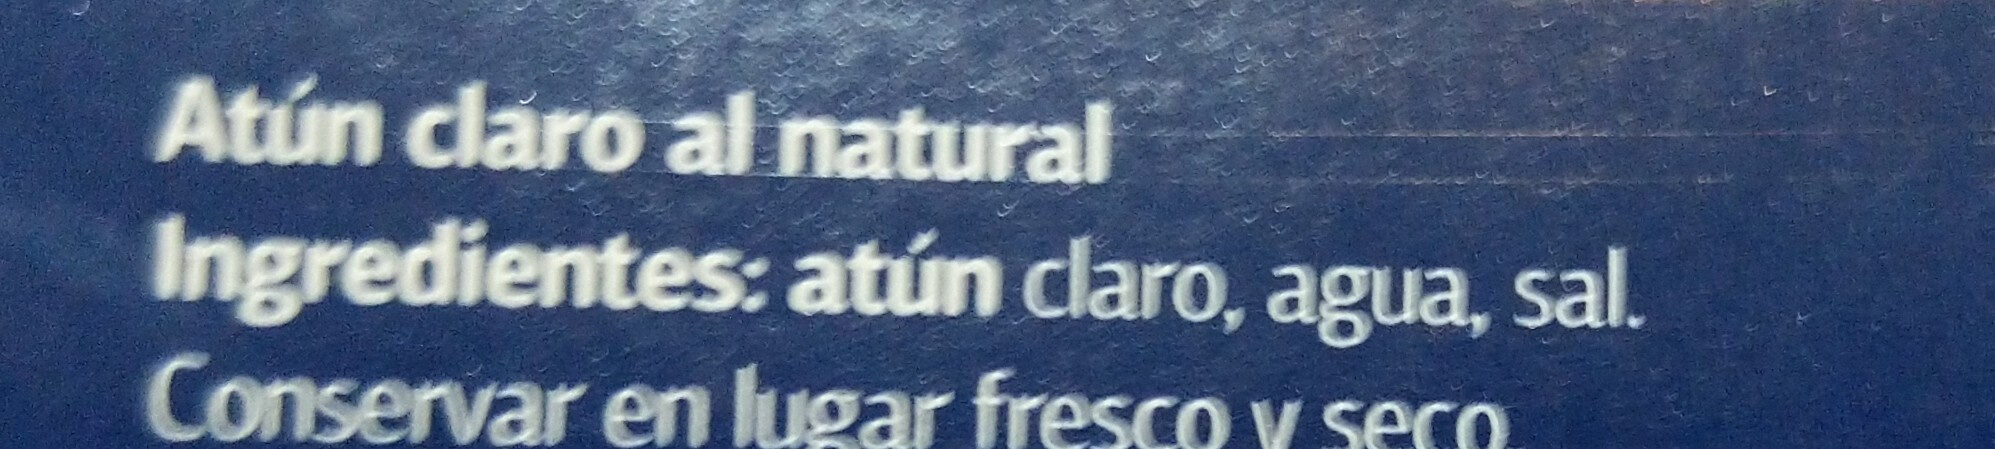 Atún claro al natural
Ingredientes: atún claro, agua, sal.
Conservar en lugar fresco y seco